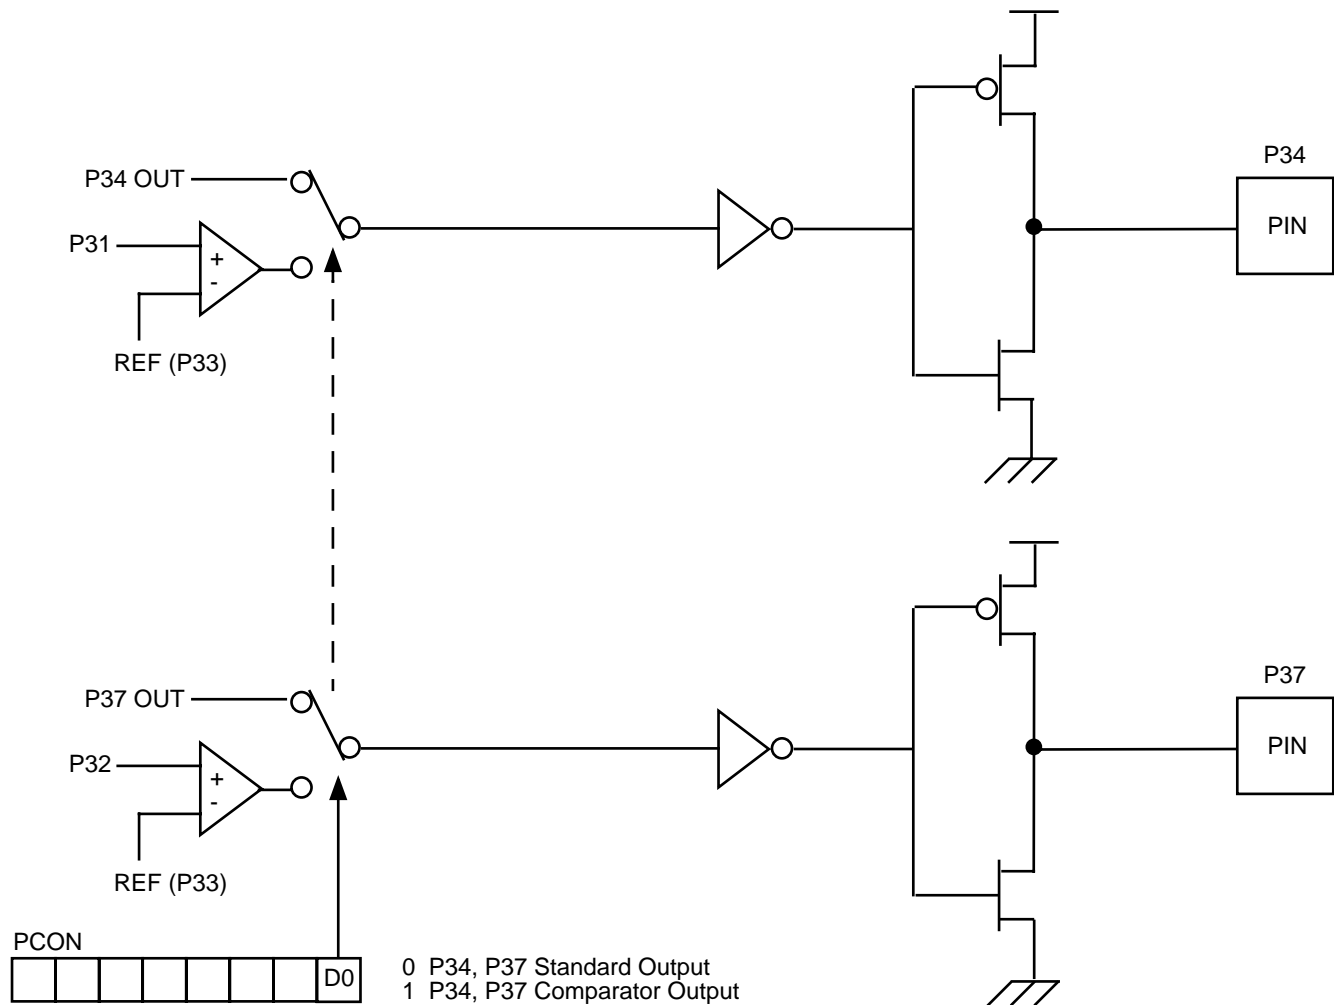 P34
P34 OUT
P31
+
-
PIN
REF (P33)
P37
P37 OUT
P32
+
-
PIN
REF (P33)
PCON
D0
0 P34, P37 Standard Output
1 P34, P37 Comparator Output